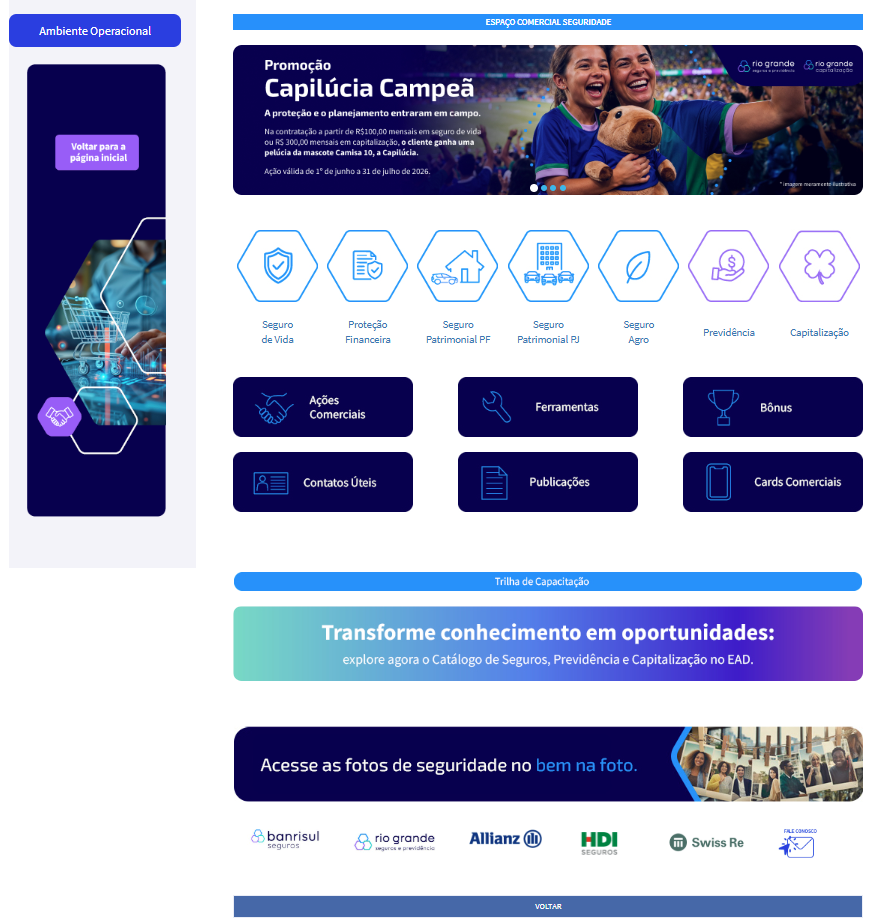 Ambiente Operacional
Voltar para a
página inicial
ESPAÇO COMERCIAL SEGURIDADE
Promoção
Capilúcia Campeã
A proteção e o planejamento entraram em campo.
Na contratação a partir de R$100,00 mensais em seguro de vida
ou R$ 300,00 mensais em capitalização, o cliente ganha uma
pelúcia da mascote Camisa 10, a Capilúcia.
Ação válida de 1º de junho a 31 de julho de 2026.
rio grande
seguros e previdência
rio grande
capitalização
* imagem meramente ilustrativa
Seguro
de Vida
Proteção
Financeira
Seguro
Patrimonial PF
Seguro
Patrimonial PJ
Seguro
Agro
Previdência
Capitalização
Ações
Comerciais
Ferramentas
Bônus
Contatos Úteis
Publicações
Cards Comerciais
Trilha de Capacitação
Transforme conhecimento em oportunidades:
explore agora o Catálogo de Seguros, Previdência e Capitalização no EAD.
Acesse as fotos de seguridade no bem na foto.
banrisul
seguros
rio grande
seguros e previdência
Allianz
HDI
SEGUROS
Swiss Re
FALE CONOSCO
VOLTAR